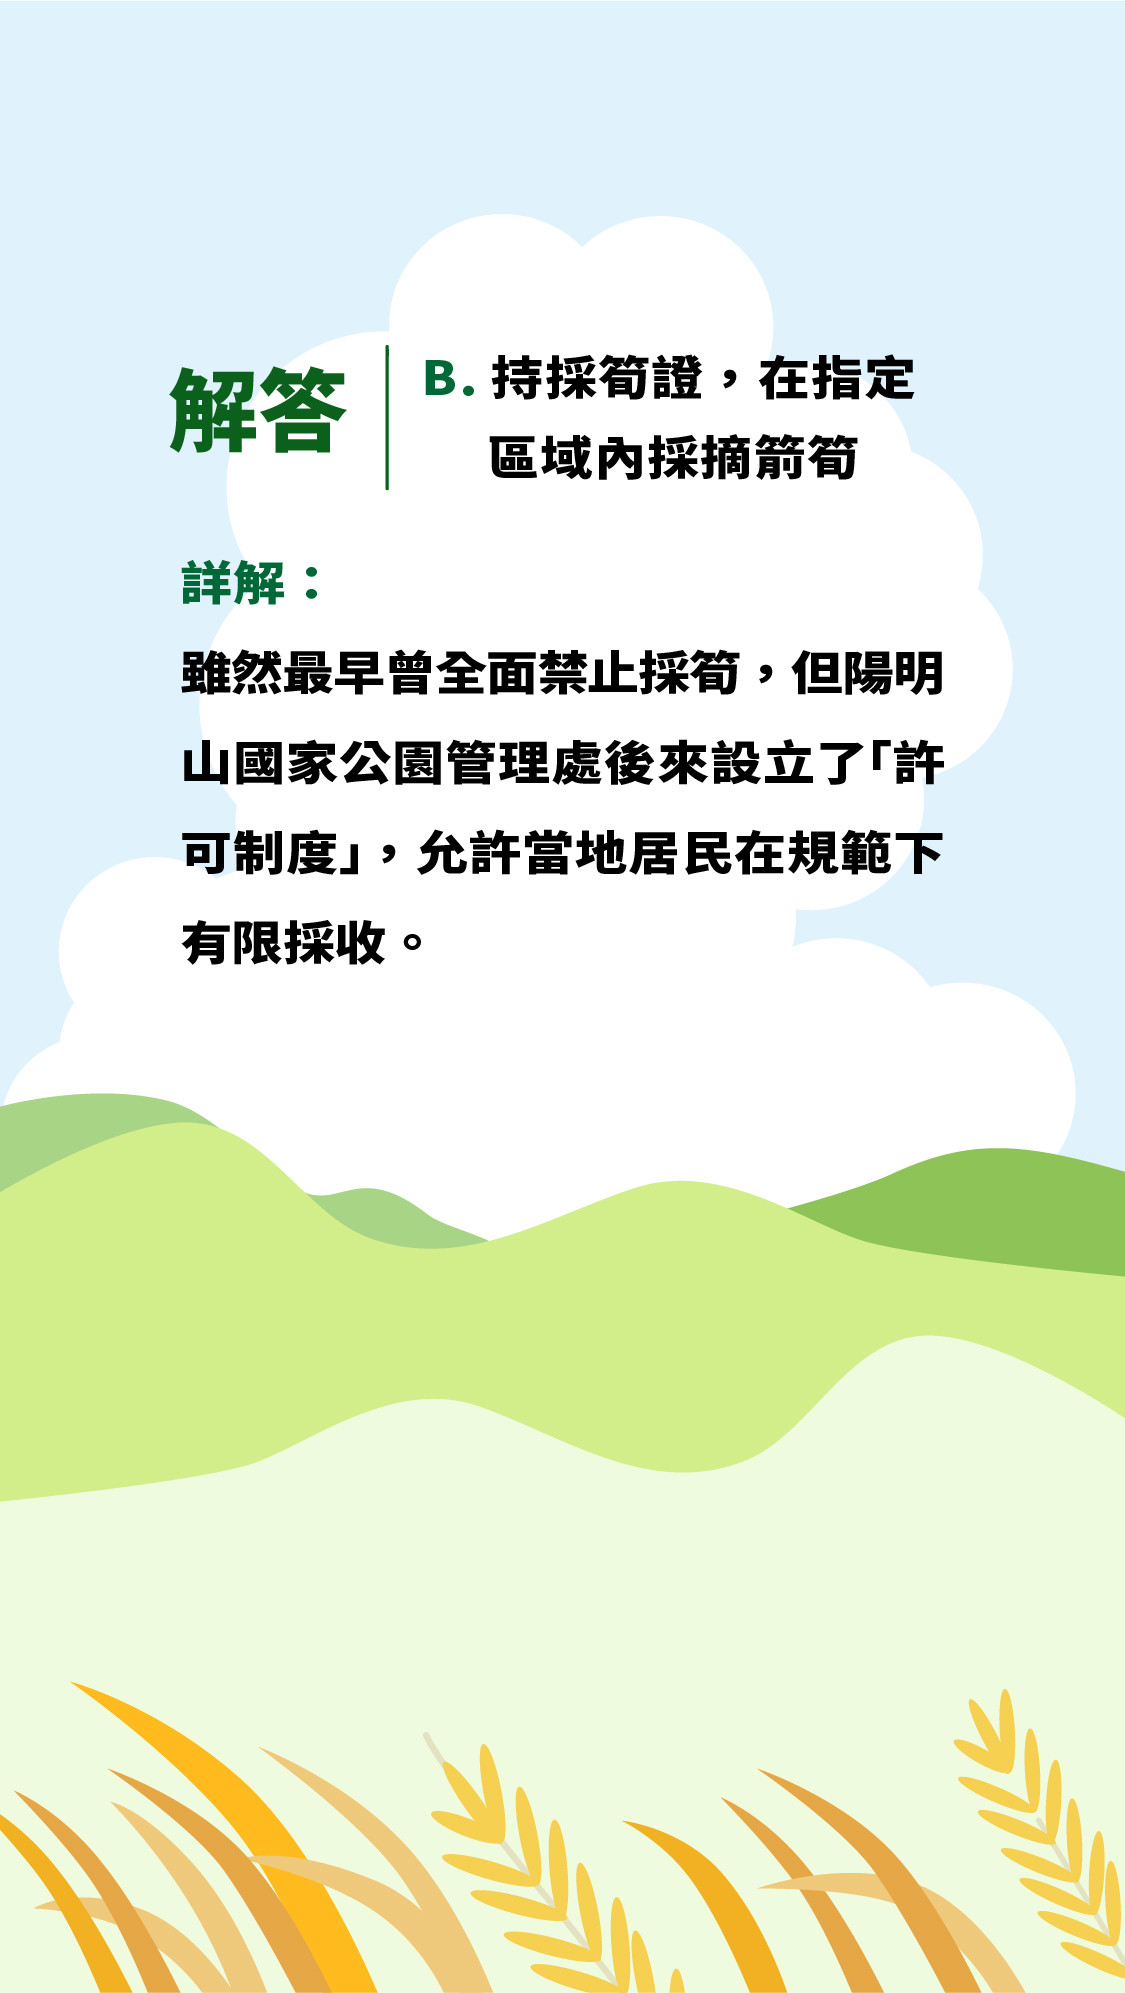 解答
B. 持採筍證，在指定
區域內採摘箭筍
詳解：
雖然最早曾全面禁止採筍，但陽明
山國家公園管理處後來設立了「許
可制度」，允許當地居民在規範下
有限採收。